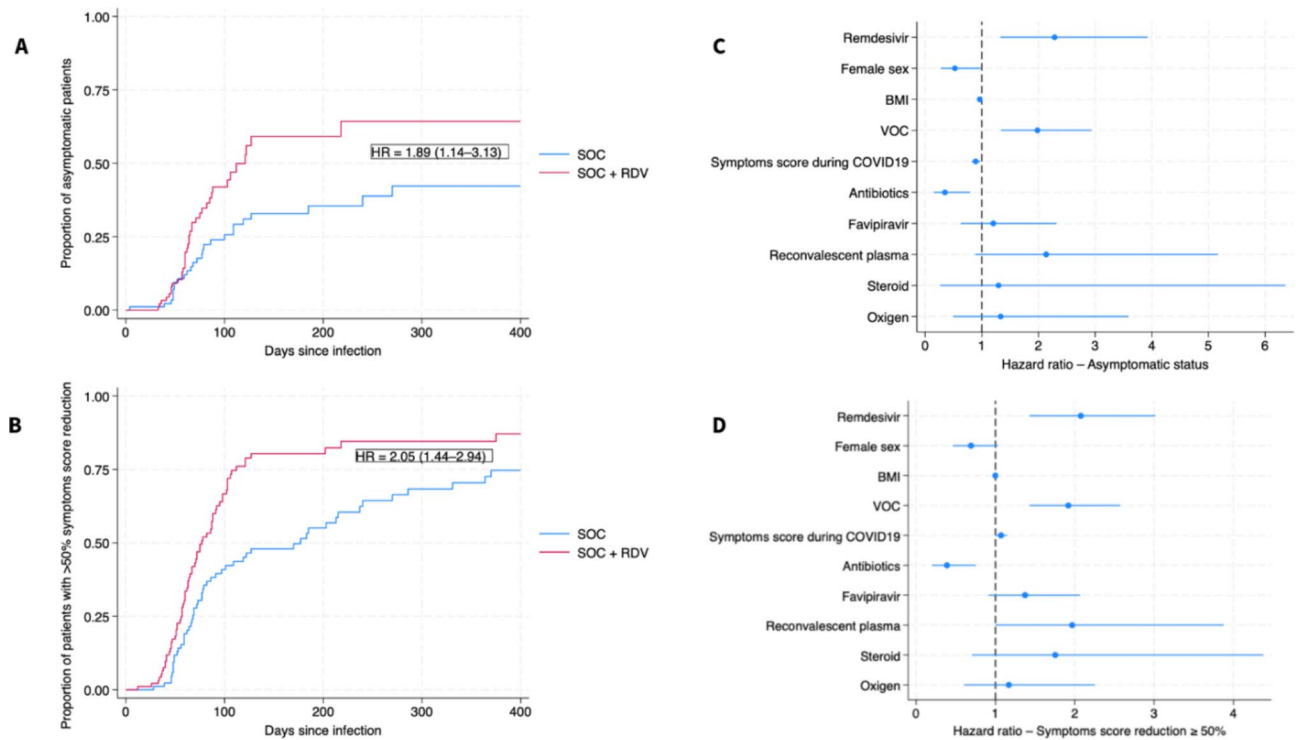 A
Proportion of asymptomatic patients
1.00
0.75
0.50
0.25
0.00
HR = 1.89 (1.14–3.13)
SOC
SOC + RDV
0
100
200
300
400
Days since infection
C
Remdesivir
Female sex
BMI
VOC
Symptoms score during COVID19
Antibiotics
Favipiravir
Reconvalescent plasma
Steroid
Oxigen
0
1
2
3
4
5
6
Hazard ratio – Asymptomatic status
B
Proportion of patients with >50% symptoms score reduction
1.00
0.75
0.50
0.25
0.00
HR = 2.05 (1.44–2.94)
SOC
SOC + RDV
0
100
200
300
400
Days since infection
D
Remdesivir
Female sex
BMI
VOC
Symptoms score during COVID19
Antibiotics
Favipiravir
Reconvalescent plasma
Steroid
Oxigen
0
1
2
3
4
Hazard ratio – Symptoms score reduction ≥ 50%